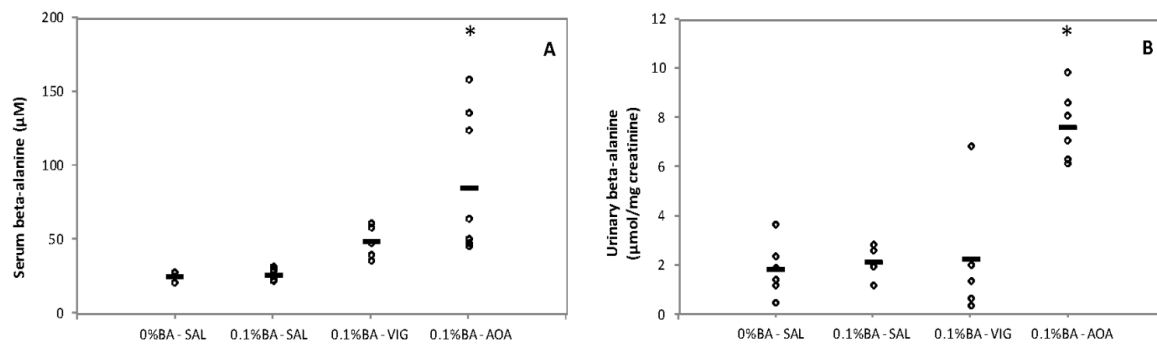 A
*
200
150
100
50
0
Serum beta-alanine (µM)
0%BA - SAL
0.1%BA - SAL
0.1%BA - VIG
0.1%BA - AOA
B
*
12
10
8
6
4
2
0
Urinary beta-alanine
(µmol/mg creatinine)
0%BA - SAL
0.1%BA - SAL
0.1%BA - VIG
0.1%BA - AOA